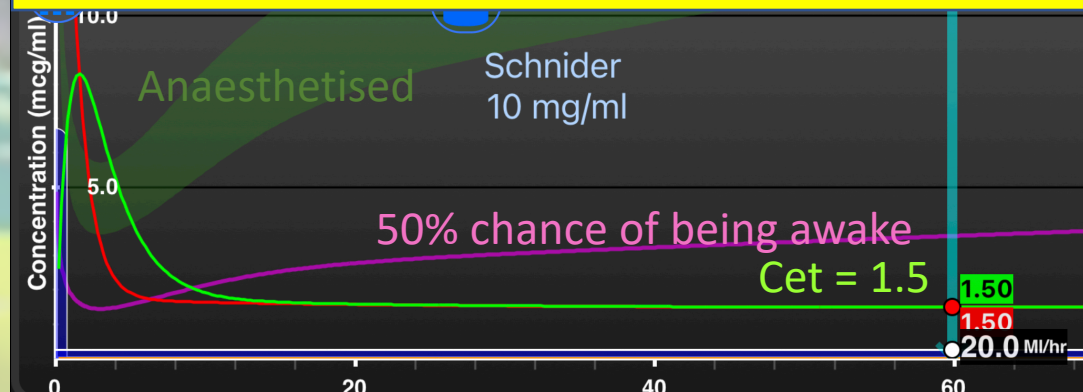 10.0
Concentration (mcg/ml)
Anaesthetised
Schnider
10 mg/ml
5.0
50% chance of being awake
Cet = 1.5
1.50
1.50
20.0 Ml/hr
0
20
40
60